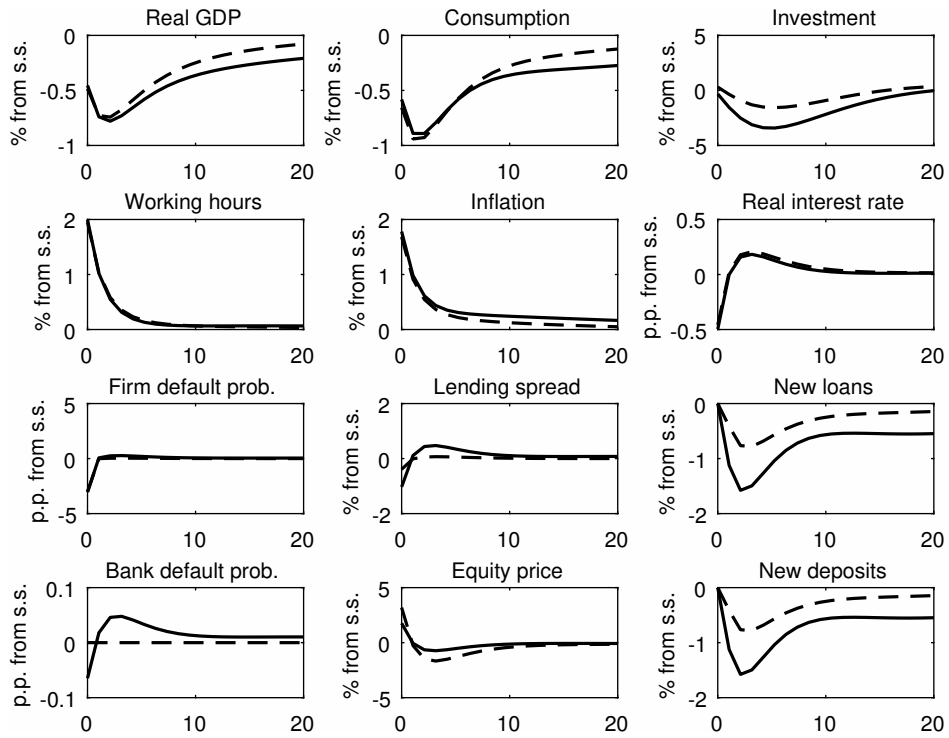 Real GDP
% from s.s.
0
-0.5
-1
0 10 20
Consumption
% from s.s.
0
-0.5
-1
0 10 20
Investment
% from s.s.
5
0
-5
0 10 20
Working hours
% from s.s.
2
1
0
0 10 20
Inflation
% from s.s.
2
1
0
0 10 20
Real interest rate
p.p. from s.s.
0.5
0
-0.5
0 10 20
Firm default prob.
p.p. from s.s.
5
0
-5
0 10 20
Lending spread
% from s.s.
2
0
-2
0 10 20
New loans
% from s.s.
0
-1
-2
0 10 20
Bank default prob.
p.p. from s.s.
0.1
0
-0.1
0 10 20
Equity price
% from s.s.
5
0
-5
0 10 20
New deposits
% from s.s.
0
-1
-2
0 10 20